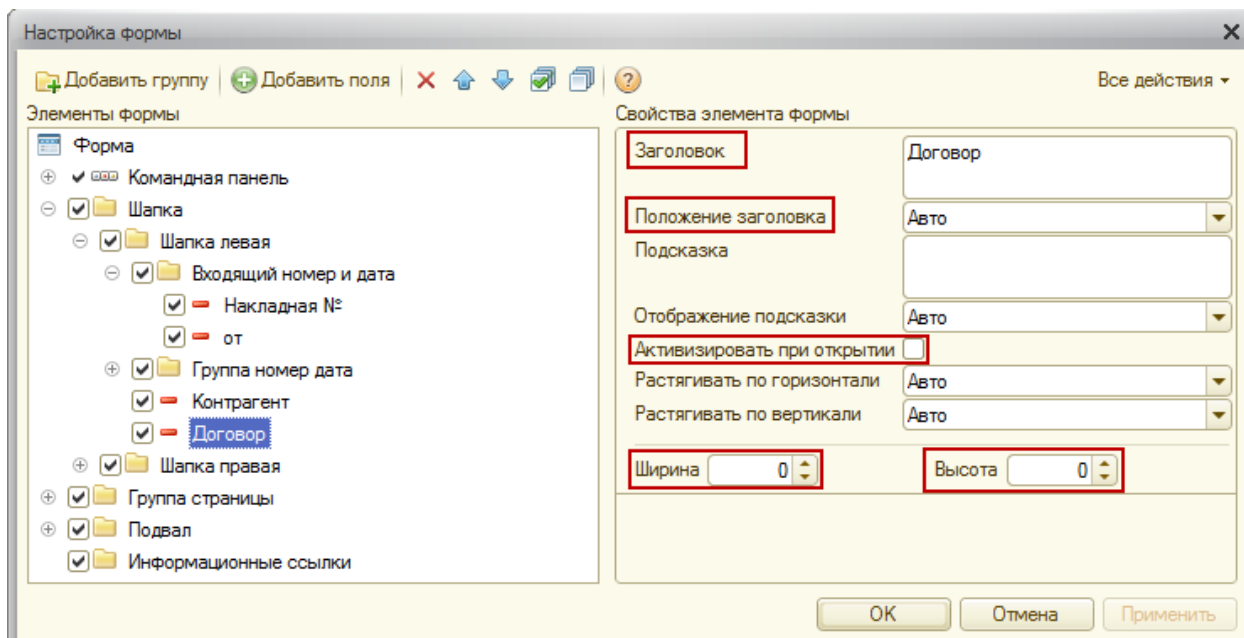 Настройка формы
Добавить группу Добавить поля Все действия
Элементы формы
Форма
Командная панель
Шапка
Шапка левая
Входящий номер и дата
Накладная №
от
Группа номер дата
Контрагент
Договор
Шапка правая
Группа страницы
Подвал
Информационные ссылки
Свойства элемента формы
Заголовок Договор
Положение заголовка Авто
Подсказка
Отображение подсказки Авто
Активизировать при открытии
Растягивать по горизонтали Авто
Растягивать по вертикали Авто
Ширина 0 Высота 0
ОК Отмена Применить